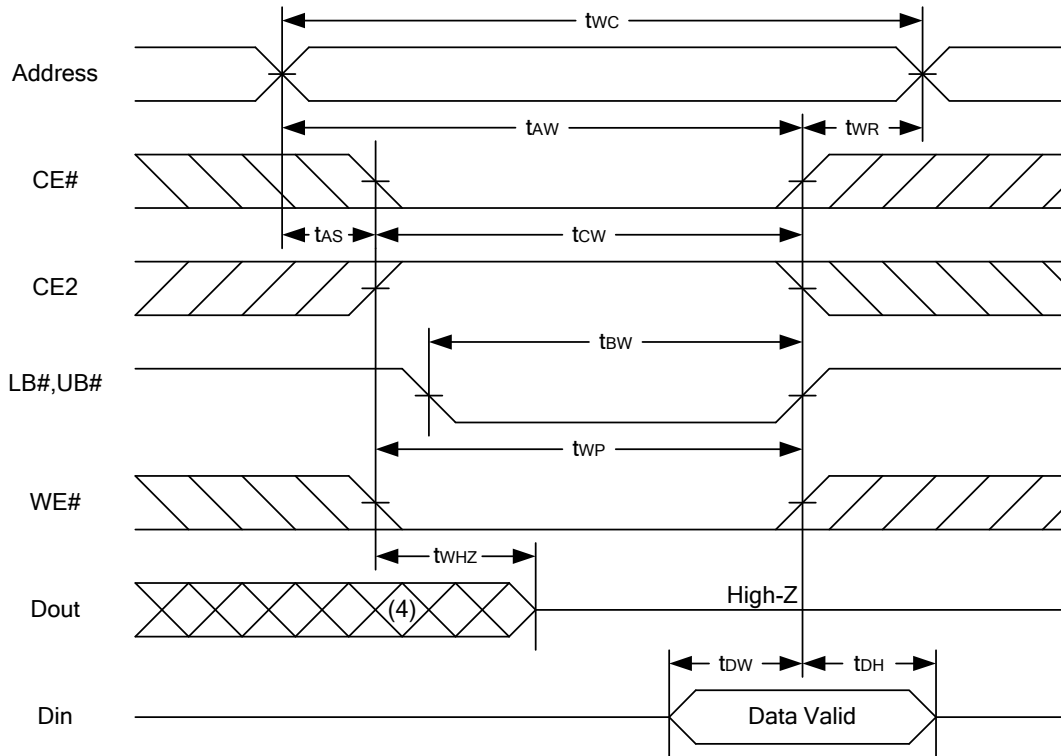 tWC
Address
tAW
tWR
CE#
tAS
tCW
CE2
tBW
LB#,UB#
tWP
WE#
tWHZ
Dout
(4)
High-Z
tDW
tDH
Din
Data Valid